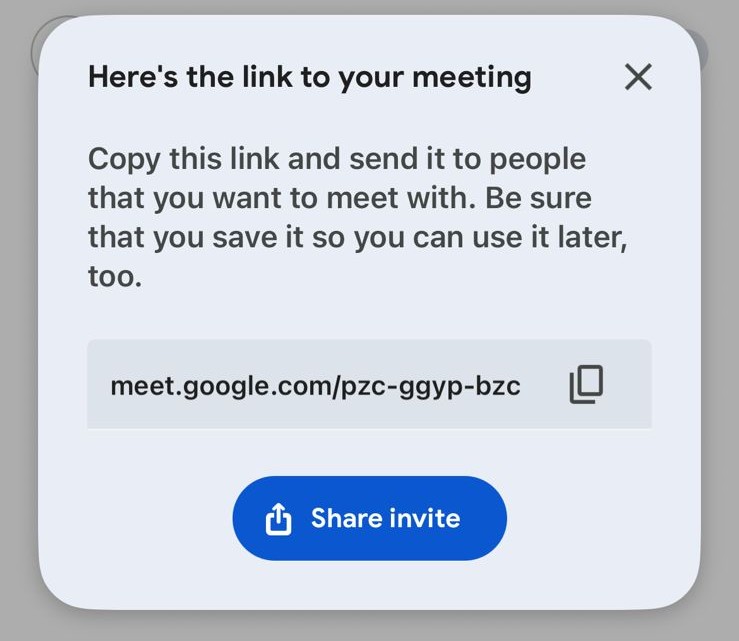 Here's the link to your meeting
Copy this link and send it to people
that you want to meet with. Be sure
that you save it so you can use it later,
too.
meet.google.com/pzc-ggyp-bzc
Share invite